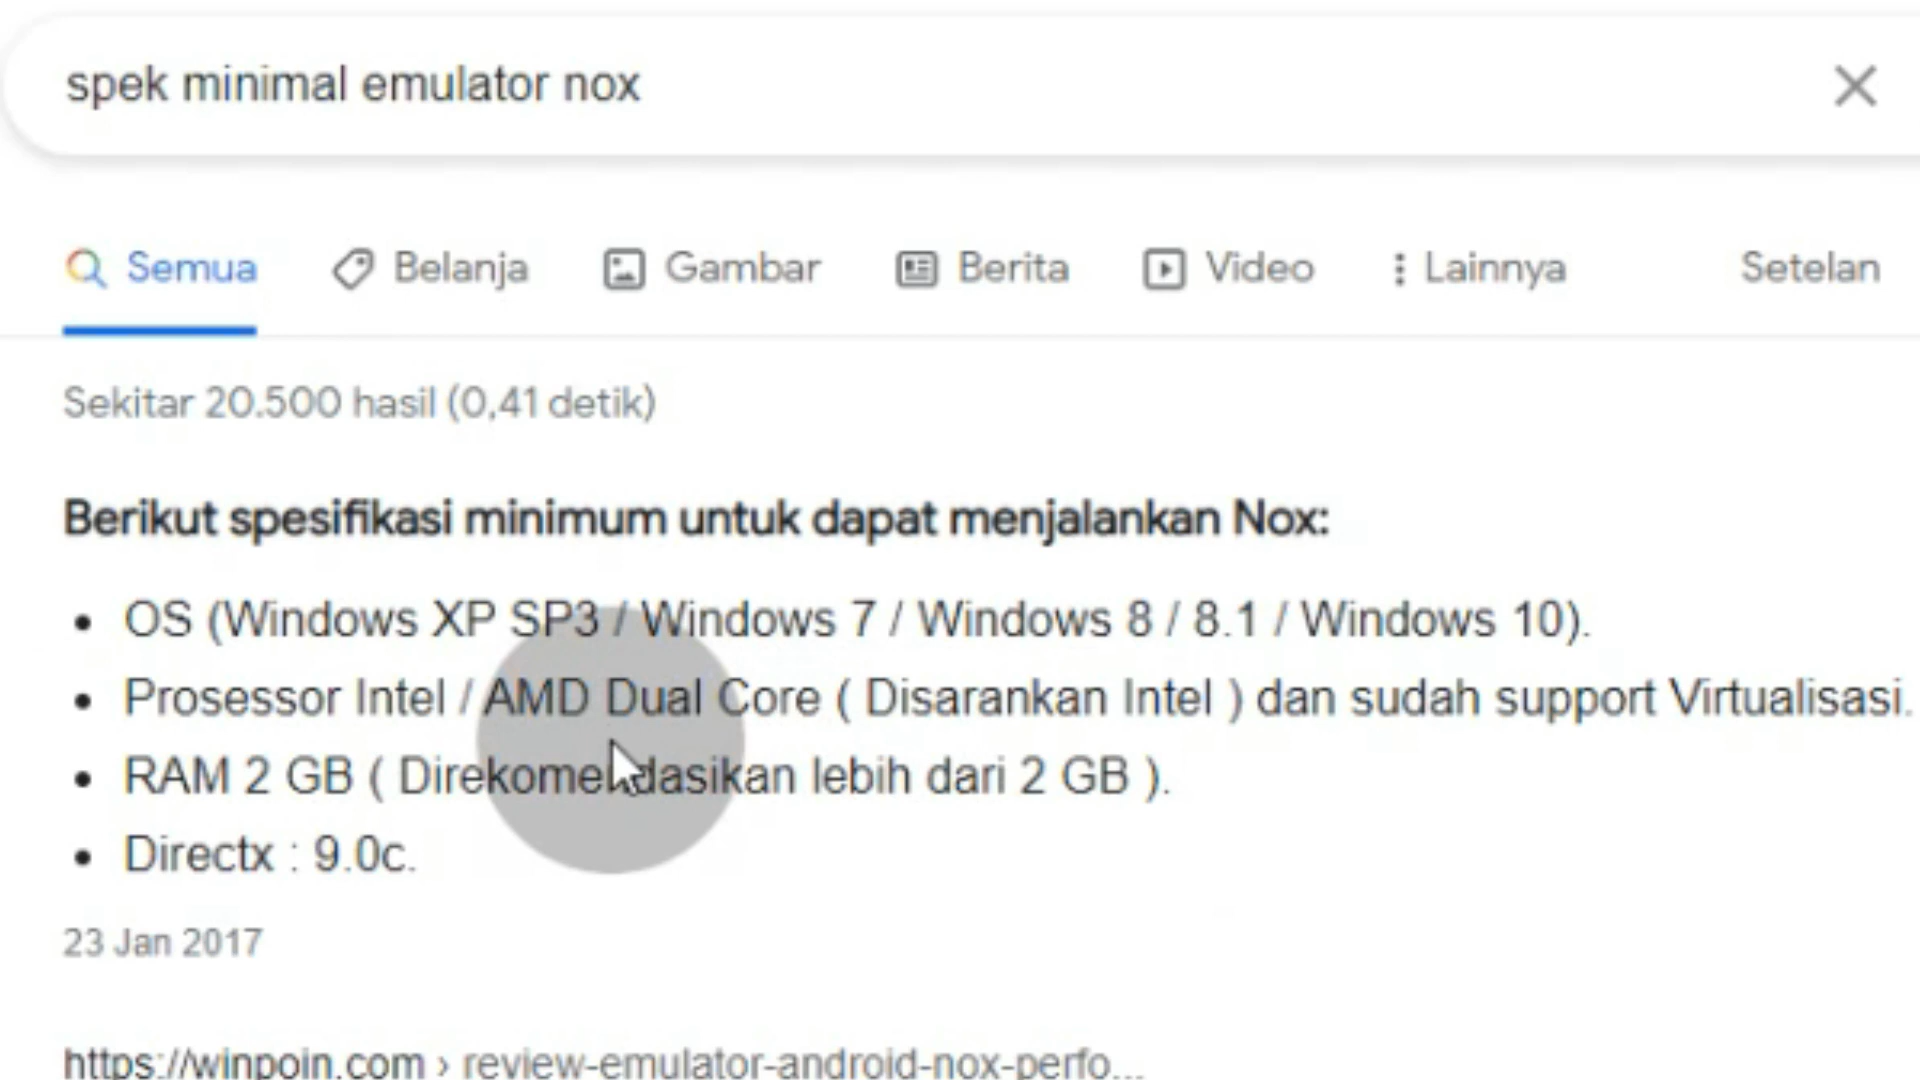 spek minimal emulator nox
Semua Belanja Gambar Berita Video Lainnya Setelan
Sekitar 20.500 hasil (0,41 detik)
Berikut spesifikasi minimum untuk dapat menjalankan Nox:
• OS (Windows XP SP3 / Windows 7 / Windows 8 / 8.1 / Windows 10).
• Prosessor Intel / AMD Dual Core ( Disarankan Intel ) dan sudah support Virtualisasi.
• RAM 2 GB ( Direkomendasikan lebih dari 2 GB ).
• Directx : 9.0c.
23 Jan 2017
https://winpoin.com › review-emulator-android-nox-perfo...